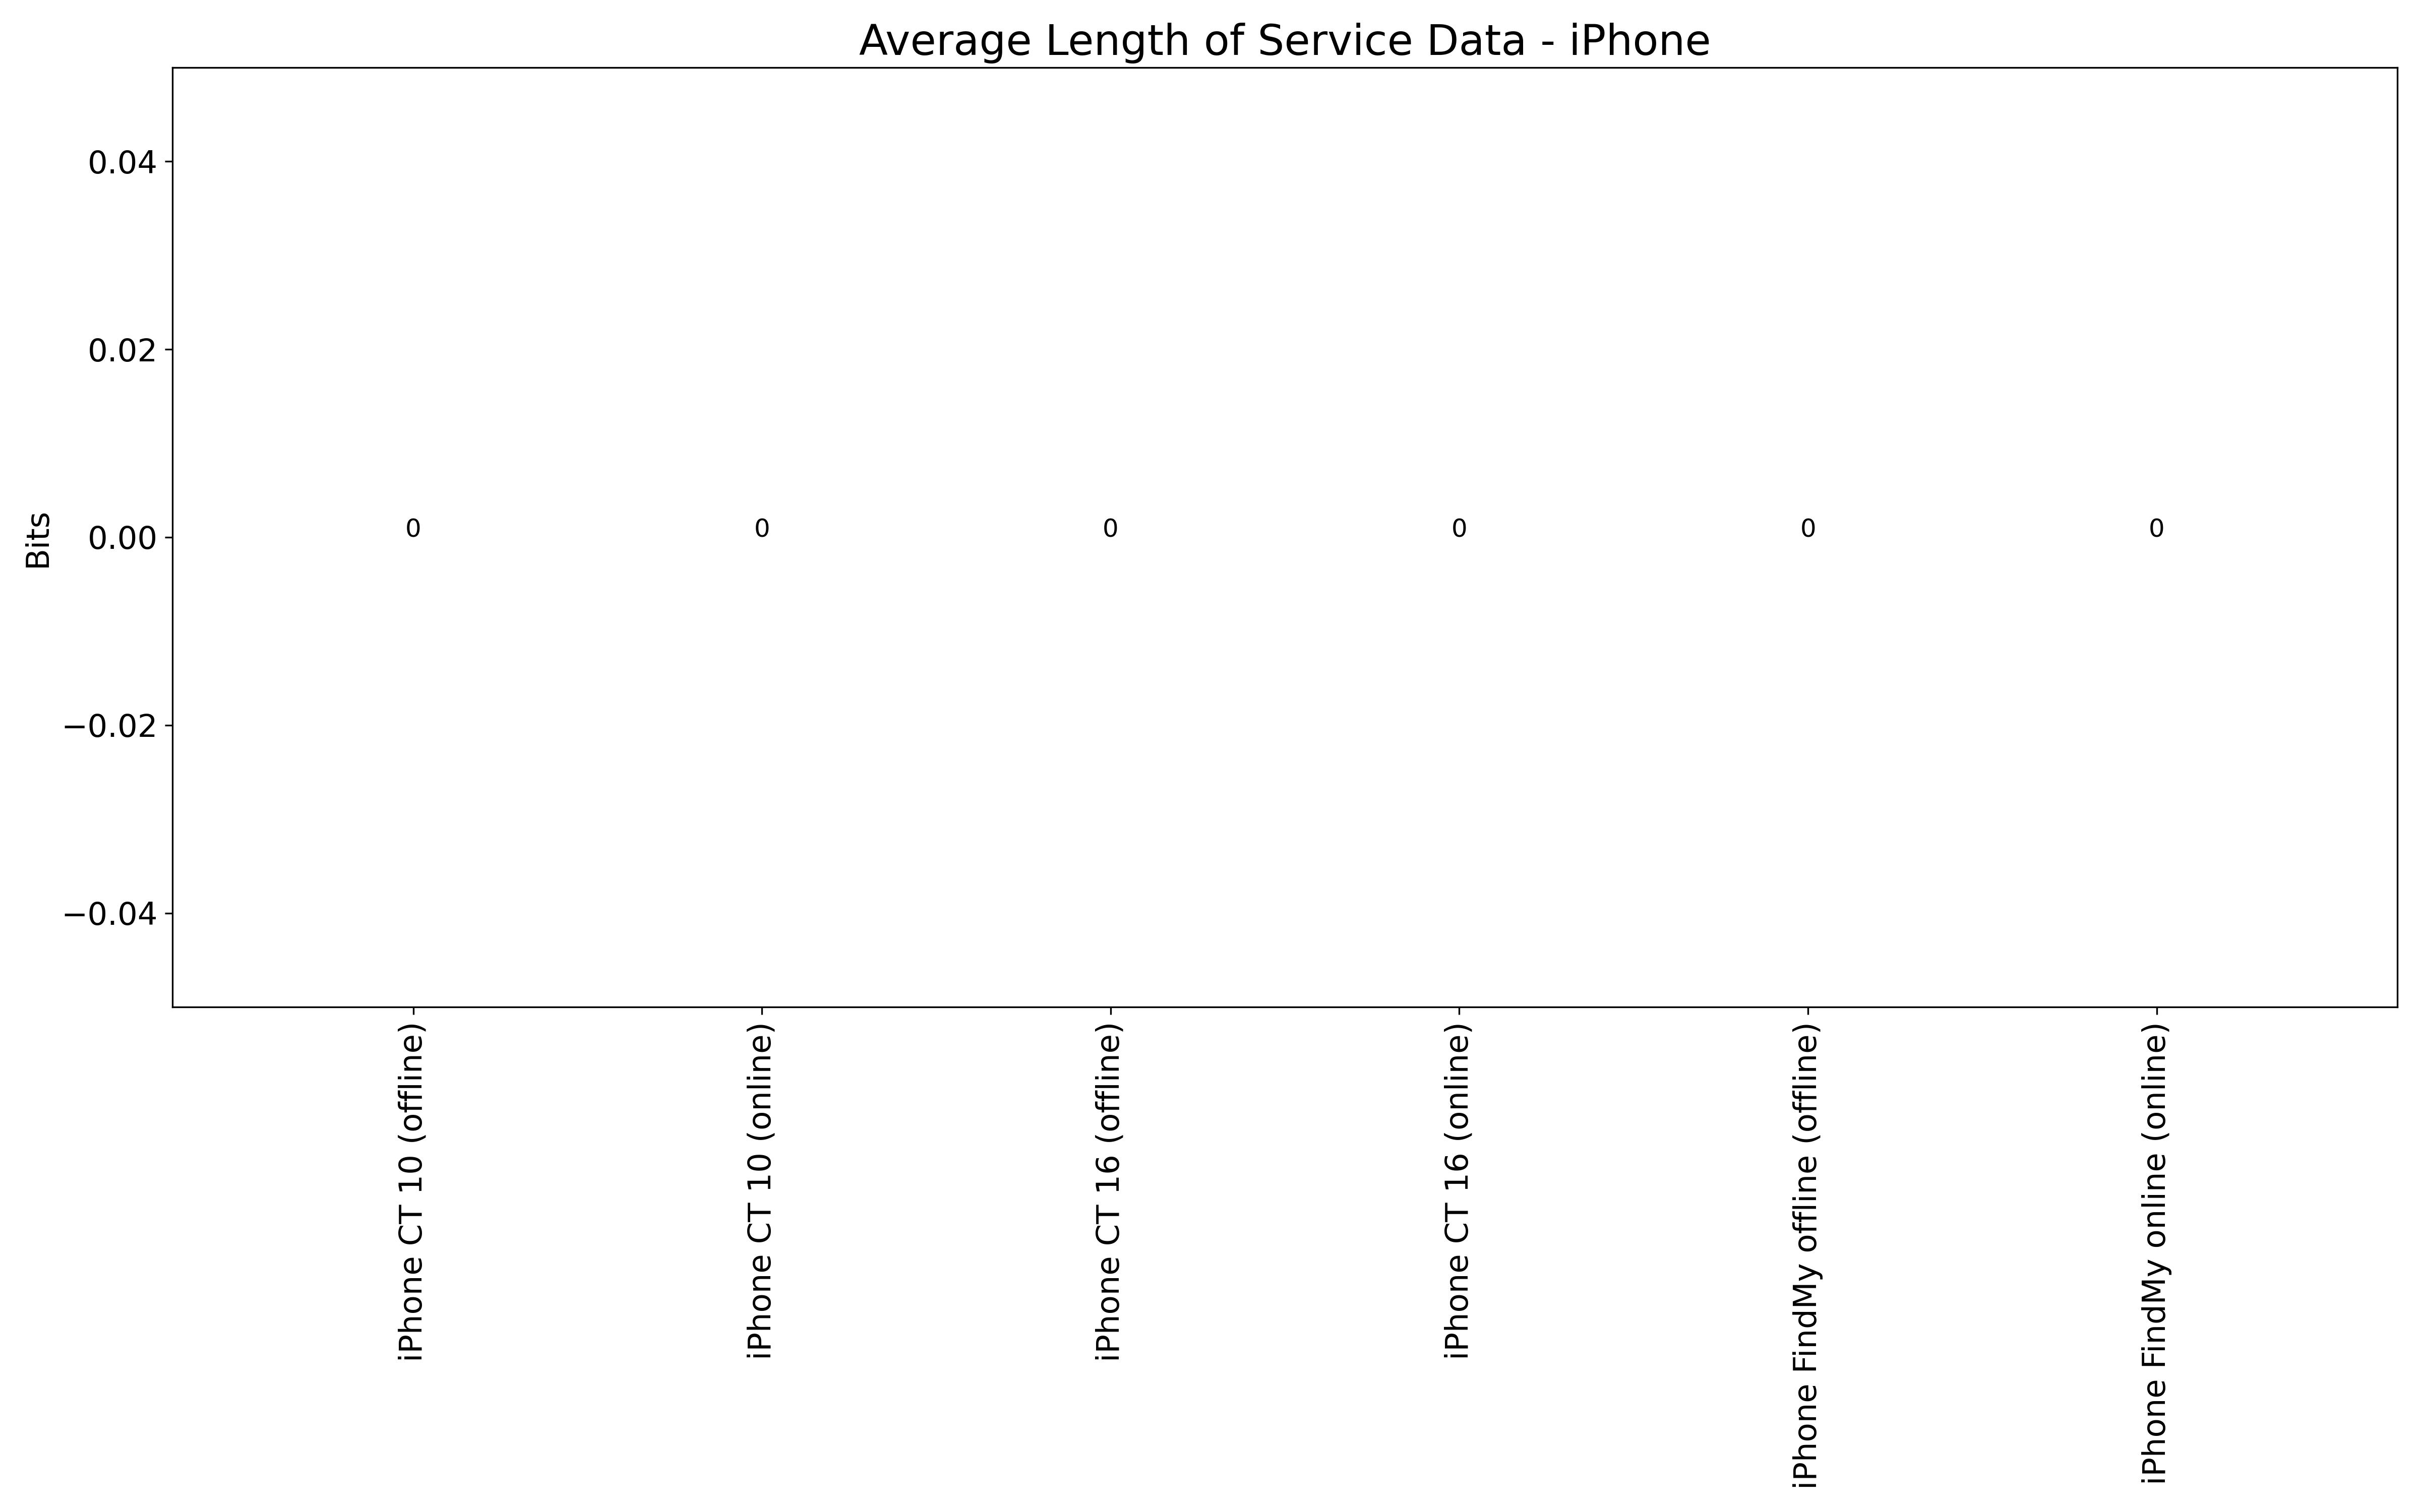 Average Length of Service Data - iPhone
Bits
0.04
0.02
0.00
−0.02
−0.04
0
0
0
0
0
0
iPhone CT 10 (offline)
iPhone CT 10 (online)
iPhone CT 16 (offline)
iPhone CT 16 (online)
iPhone FindMy offline (offline)
iPhone FindMy online (online)